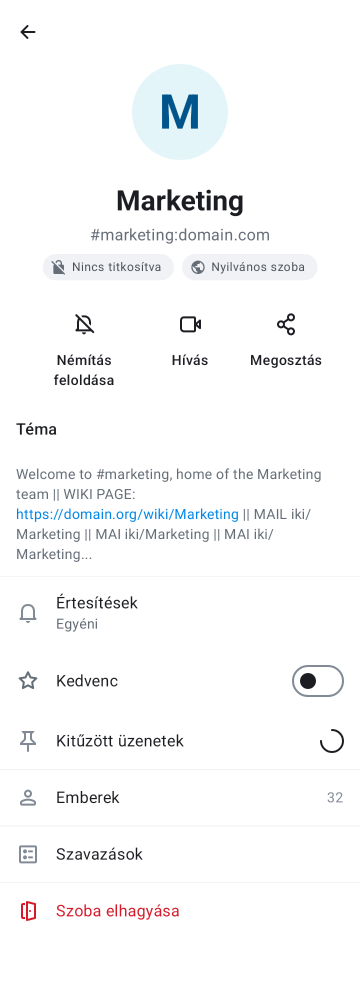 M
Marketing
#marketing:domain.com
Nincs titkosítva
Nyilvános szoba
Némítás
feloldása
Hívás
Megosztás
Téma
Welcome to #marketing, home of the Marketing
team || WIKI PAGE:
https://domain.org/wiki/Marketing || MAIL iki/
Marketing || MAI iki/Marketing || MAI iki/
Marketing...
Értesítések
Egyéni
Kedvenc
Kitűzött üzenetek
Emberek 32
Szavazások
Szoba elhagyása